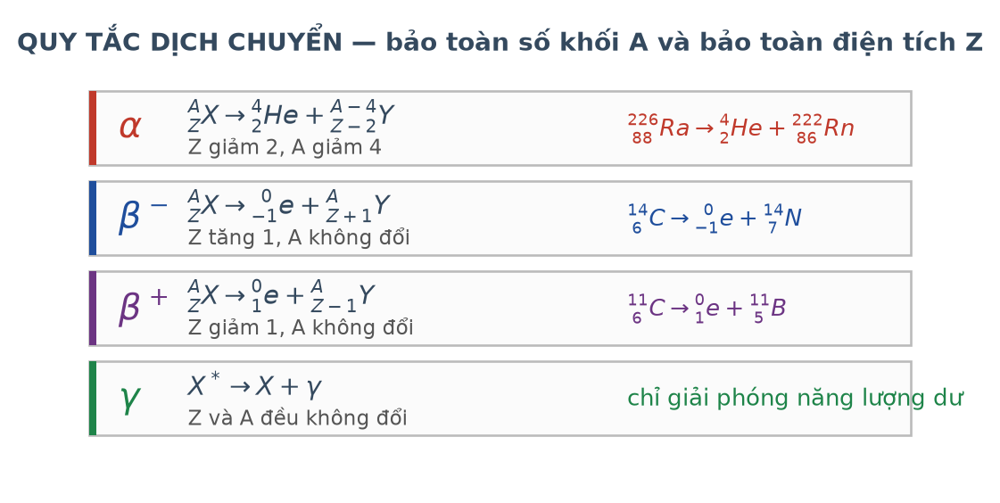 QUY TẮC DỊCH CHUYỂN — bảo toàn số khối A và bảo toàn điện tích Z
α
$^{A}_{Z}X \rightarrow {}^{4}_{2}He + {}^{A-4}_{Z-2}Y$
Z giảm 2, A giảm 4
$^{226}_{88}Ra \rightarrow {}^{4}_{2}He + {}^{222}_{86}Rn$
$\beta^{-}$
$^{A}_{Z}X \rightarrow {}^{0}_{-1}e + {}^{A}_{Z+1}Y$
Z tăng 1, A không đổi
$^{14}_{6}C \rightarrow {}^{0}_{-1}e + {}^{14}_{7}N$
$\beta^{+}$
$^{A}_{Z}X \rightarrow {}^{0}_{1}e + {}^{A}_{Z-1}Y$
Z giảm 1, A không đổi
$^{11}_{6}C \rightarrow {}^{0}_{1}e + {}^{11}_{5}B$
γ
$X^{*} \rightarrow X + \gamma$
Z và A đều không đổi
chỉ giải phóng năng lượng dư